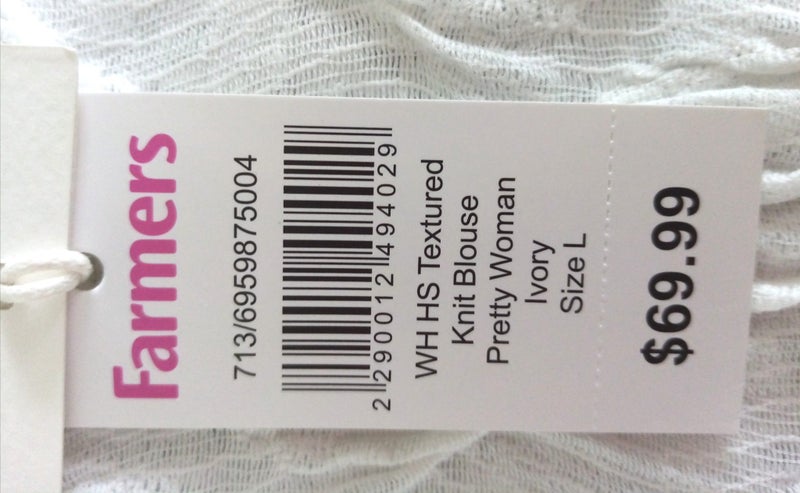 Farmers
713/6959875004
2 290012 494029
WH HS Textured
Knit Blouse
Pretty Woman
Ivory
Size L
$69.99